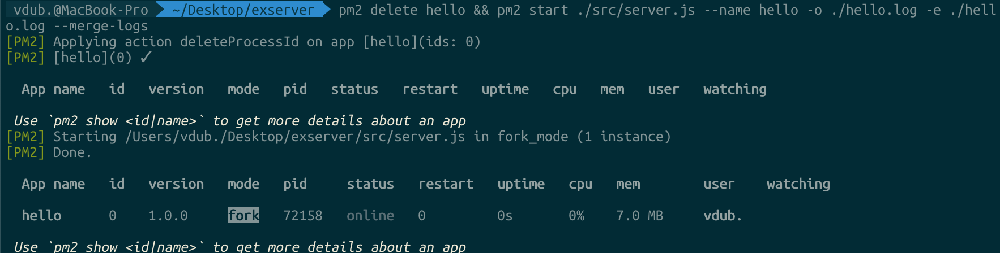 vdub.@MacBook-Pro ~/Desktop/exserver pm2 delete hello && pm2 start ./src/server.js --name hello -o ./hello.log -e ./hell
o.log --merge-logs
[PM2] Applying action deleteProcessId on app [hello](ids: 0)
[PM2] [hello](0) ✓
App name id version mode pid status restart uptime cpu mem user watching
Use `pm2 show <id|name>` to get more details about an app
[PM2] Starting /Users/vdub./Desktop/exserver/src/server.js in fork_mode (1 instance)
[PM2] Done.
App name id version mode pid status restart uptime cpu mem user watching
hello 0 1.0.0 fork 72158 online 0 0s 0% 7.0 MB vdub.
Use `pm2 show <id|name>` to get more details about an app